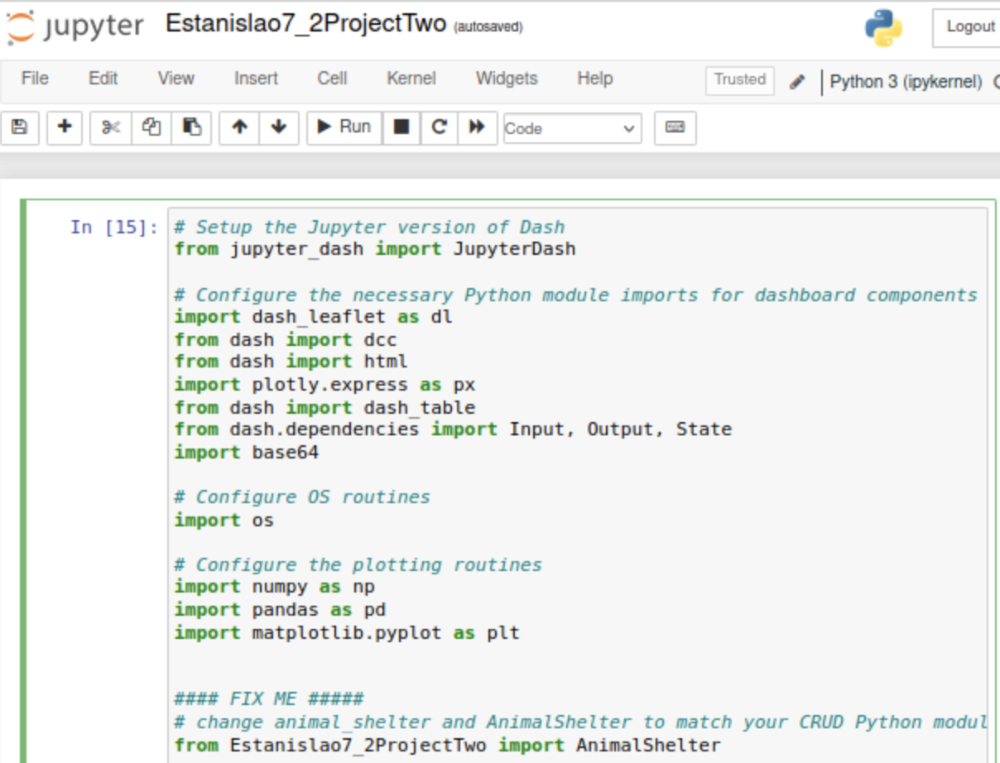 jupyter Estanislao7_2ProjectTwo (autosaved) Logout
File Edit View Insert Cell Kernel Widgets Help Trusted Python 3 (ipykernel)
Run Code
In [15]: # Setup the Jupyter version of Dash
from jupyter_dash import JupyterDash
# Configure the necessary Python module imports for dashboard components
import dash_leaflet as dl
from dash import dcc
from dash import html
import plotly.express as px
from dash import dash_table
from dash.dependencies import Input, Output, State
import base64
# Configure OS routines
import os
# Configure the plotting routines
import numpy as np
import pandas as pd
import matplotlib.pyplot as plt
#### FIX ME #####
# change animal_shelter and AnimalShelter to match your CRUD Python modul
from Estanislao7_2ProjectTwo import AnimalShelter